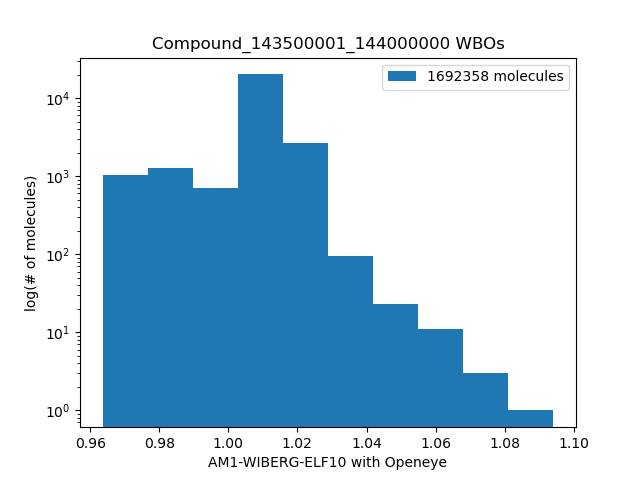 Compound_143500001_144000000 WBOs
1692358 molecules
log(# of molecules)
10⁴
10³
10²
10¹
10⁰
0.96 0.98 1.00 1.02 1.04 1.06 1.08 1.10
AM1-WIBERG-ELF10 with Openeye